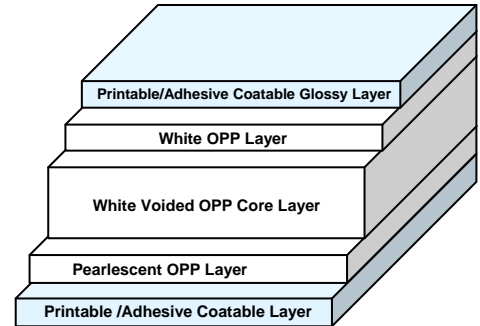 Printable/Adhesive Coatable Glossy Layer
White OPP Layer
White Voided OPP Core Layer
Pearlescent OPP Layer
Printable /Adhesive Coatable Layer